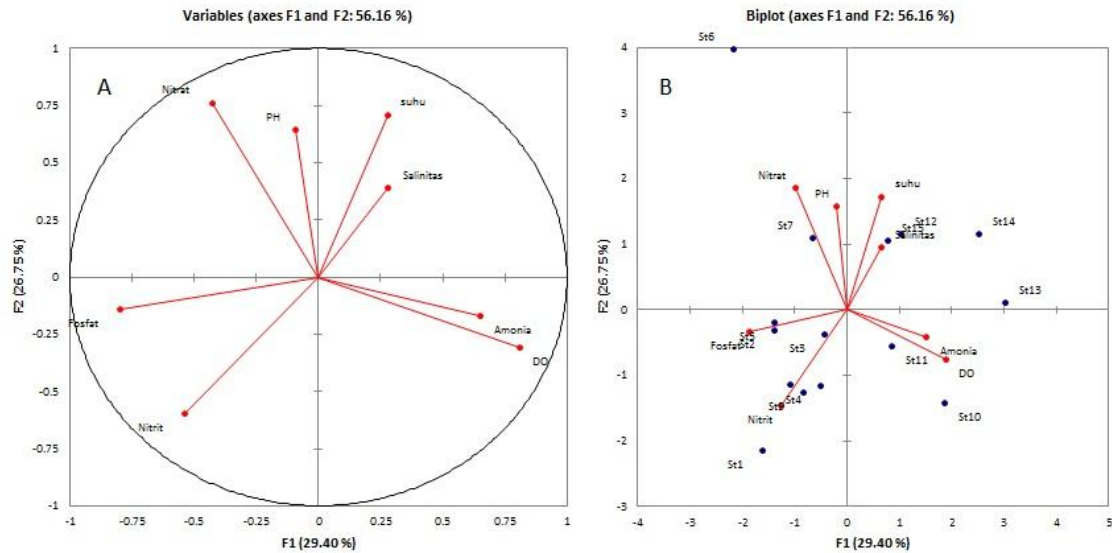 Variables (axes F1 and F2: 56.16 %)
A
1
0.75
0.5
0.25
0
-0.25
-0.5
-0.75
-1
F2 (26.75 %)
Nitrat
PH
suhu
Salinitas
Fosfat
Amonia
DO
Nitrit
-1
-0.75
-0.5
-0.25
0
0.25
0.5
0.75
1
F1 (29.40 %)
Biplot (axes F1 and F2: 56.16 %)
St6
B
4
3
2
1
0
-1
-2
-3
F2 (26.75 %)
Nitrat
PH
suhu
St7
St12
St15
St14
Salinitas
St13
St5
St2
Fosfat
St3
St11
Amonia
DO
St4
Nitrit
St10
St1
-4
-3
-2
-1
0
1
2
3
4
5
F1 (29.40 %)